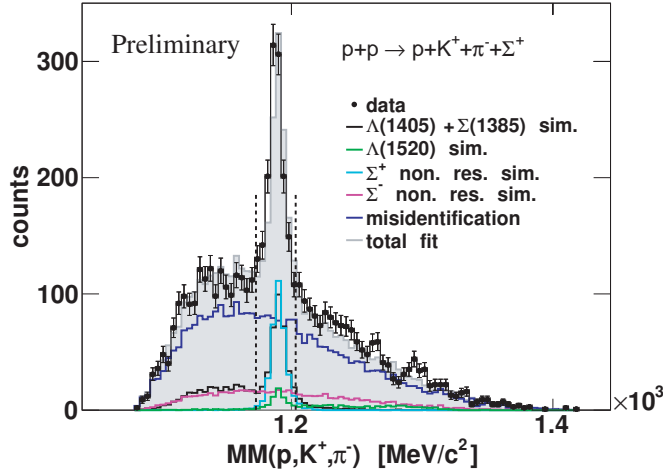 Preliminary
p+p → p+K⁺+π⁻+Σ⁺
data
Λ(1405) + Σ(1385) sim.
Λ(1520) sim.
Σ⁺ non. res. sim.
Σ⁻ non. res. sim.
misidentification
total fit
counts
300
200
100
0
1.2
1.4
×10³
MM(p,K⁺,π⁻) [MeV/c²]